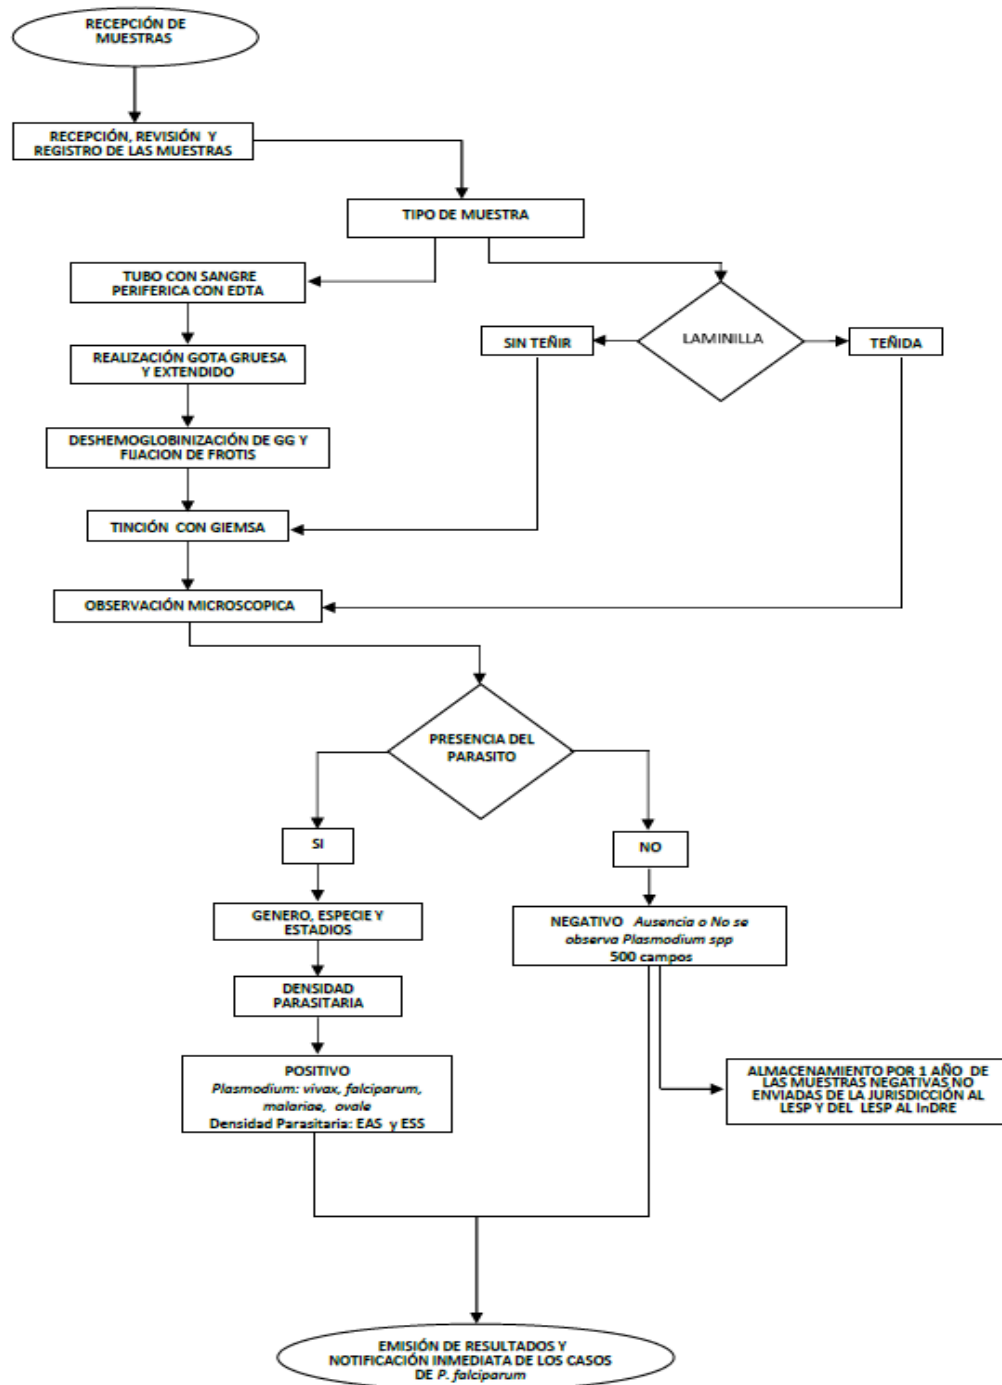 RECEPCIÓN DE
MUESTRAS
RECEPCIÓN, REVISIÓN Y
REGISTRO DE LAS MUESTRAS
TIPO DE MUESTRA
TUBO CON SANGRE
PERIFERICA CON EDTA
LAMINILLA
SIN TEÑIR
TEÑIDA
REALIZACIÓN GOTA GRUESA
Y EXTENDIDO
DESHEMOGLOBINIZACIÓN DE GG Y
FIJACION DE FROTIS
TINCIÓN CON GIEMSA
OBSERVACIÓN MICROSCOPICA
PRESENCIA DEL
PARASITO
SI
NO
GENERO, ESPECIE Y
ESTADIOS
NEGATIVO Ausencia o No se
observa Plasmodium spp
500 campos
DENSIDAD
PARASITARIA
POSITIVO
Plasmodium: vivax, falciparum,
malariae, ovale
Densidad Parasitaria: EAS y ESS
ALMACENAMIENTO POR 1 AÑO DE
LAS MUESTRAS NEGATIVAS NO
ENVIADAS DE LA JURISDICCIÓN AL
LESP Y DEL LESP AL InDRE
EMISIÓN DE RESULTADOS Y
NOTIFICACIÓN INMEDIATA DE LOS CASOS
DE P. falciparum